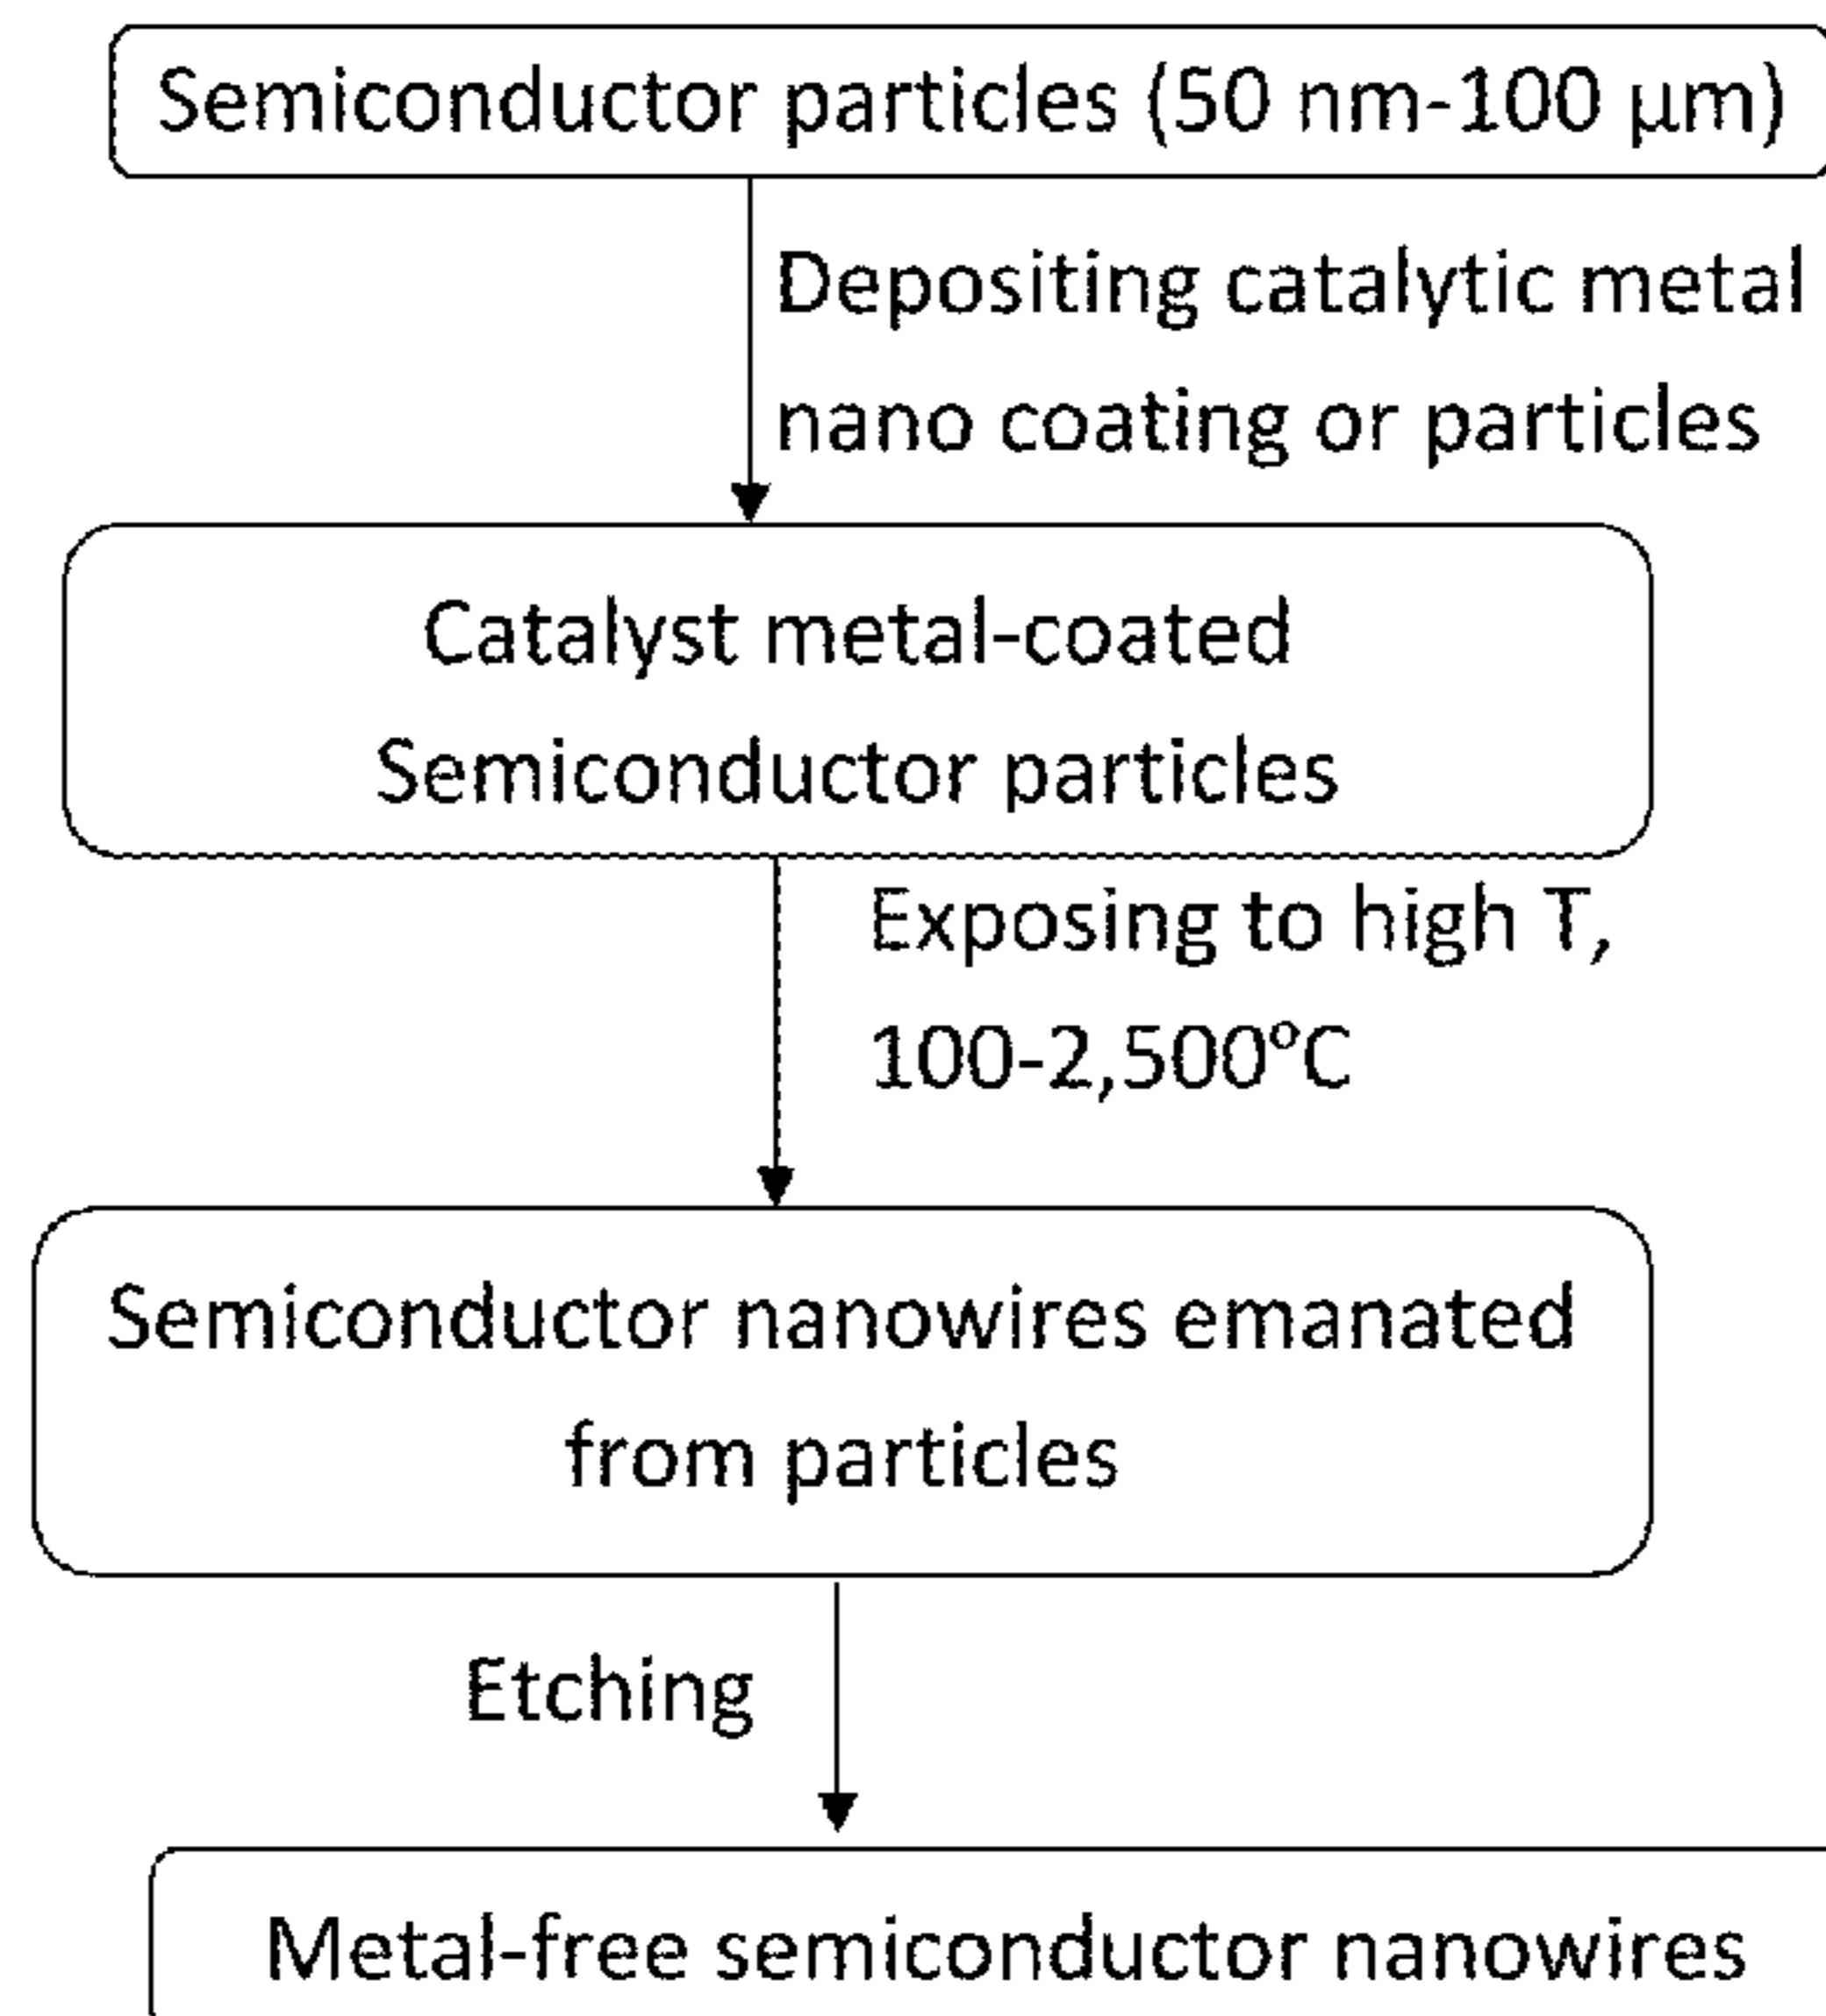 Semiconductor particles (50 nm-100 µm)
Depositing catalytic metal
nano coating or particles
Catalyst metal-coated
Semiconductor particles
Exposing to high T,
100-2,500°C
Semiconductor nanowires emanated
from particles
Etching
Metal-free semiconductor nanowires